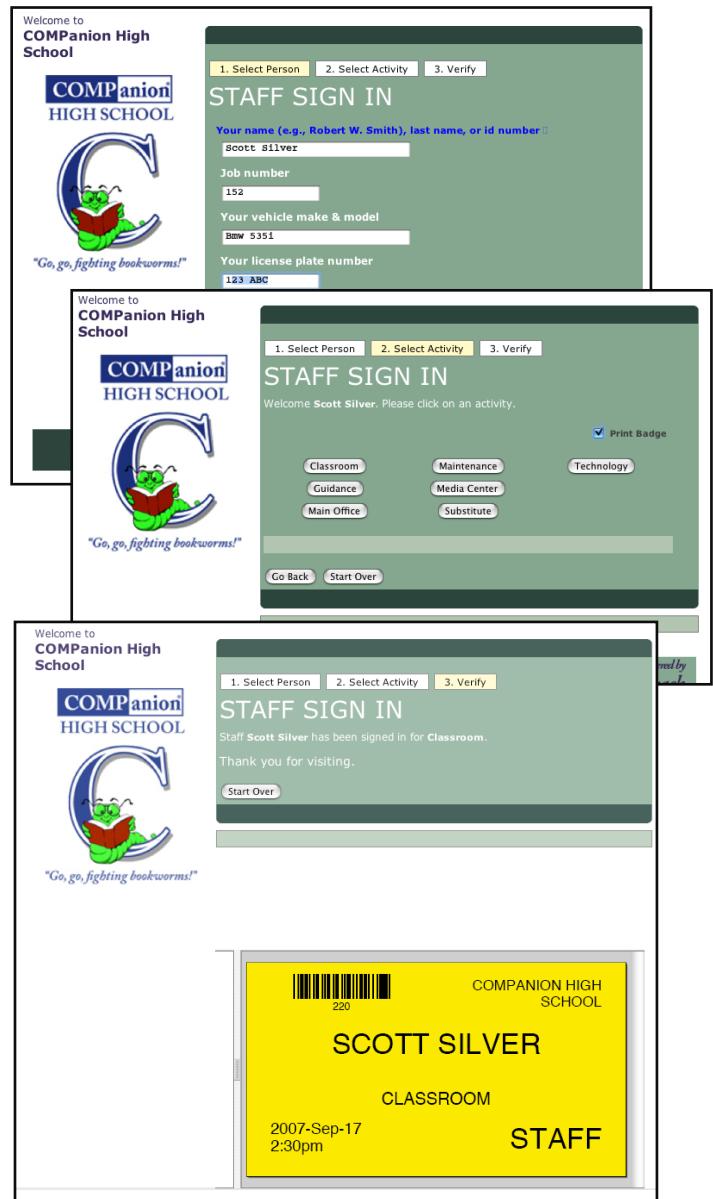 Welcome to
COMPanion High
School
COMPanion
HIGH SCHOOL
"Go, go, fighting bookworms!"
1. Select Person
2. Select Activity
3. Verify
STAFF SIGN IN
Your name (e.g., Robert W. Smith), last name, or id number
Scott Silver
Job number
152
Your vehicle make & model
Bmw 535i
Your license plate number
123 ABC
Welcome to
COMPanion High
School
COMPanion
HIGH SCHOOL
"Go, go, fighting bookworms!"
1. Select Person
2. Select Activity
3. Verify
STAFF SIGN IN
Welcome Scott Silver. Please click on an activity.
Print Badge
Classroom
Maintenance
Technology
Guidance
Media Center
Main Office
Substitute
Go Back
Start Over
by
Welcome to
COMPanion High
School
COMPanion
HIGH SCHOOL
"Go, go, fighting bookworms!"
1. Select Person
2. Select Activity
3. Verify
STAFF SIGN IN
Staff Scott Silver has been signed in for Classroom.
Thank you for visiting.
Start Over
220
COMPANION HIGH
SCHOOL
SCOTT SILVER
CLASSROOM
2007-Sep-17
2:30pm
STAFF